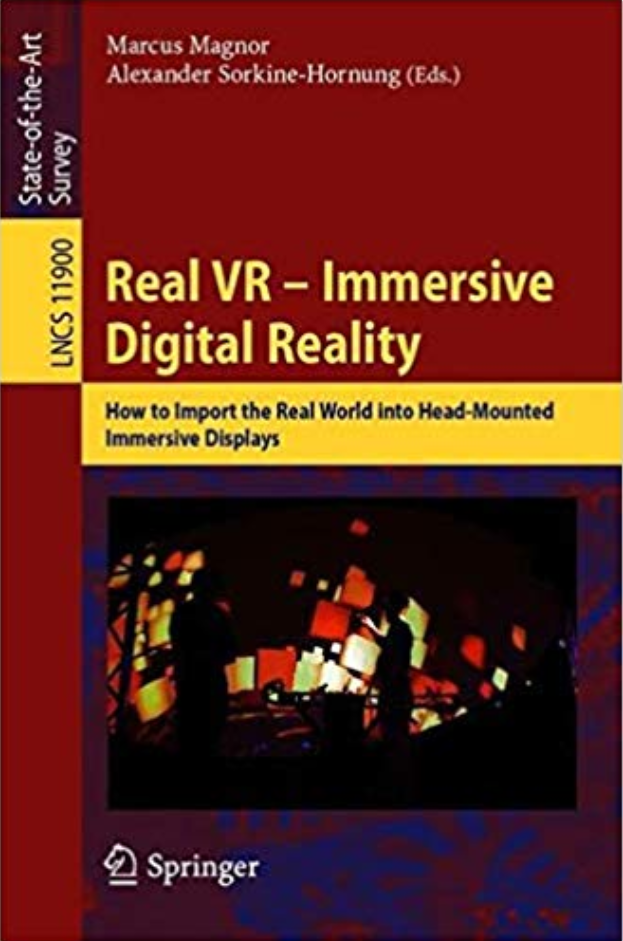 Marcus Magnor
Alexander Sorkine-Hornung (Eds.)
State-of-the-Art
Survey
LNCS 11900
Real VR – Immersive
Digital Reality
How to Import the Real World into Head-Mounted
Immersive Displays
Springer